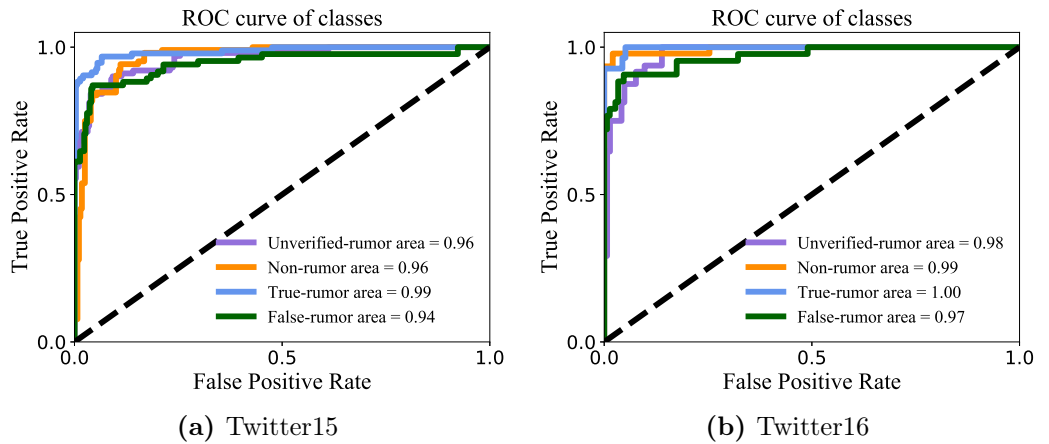 ROC curve of classes
True Positive Rate
1.0
0.5
0.0
Unverified-rumor area = 0.96
Non-rumor area = 0.96
True-rumor area = 0.99
False-rumor area = 0.94
0.0 0.5 1.0
False Positive Rate
(a) Twitter15
ROC curve of classes
True Positive Rate
1.0
0.5
0.0
Unverified-rumor area = 0.98
Non-rumor area = 0.99
True-rumor area = 1.00
False-rumor area = 0.97
0.0 0.5 1.0
False Positive Rate
(b) Twitter16